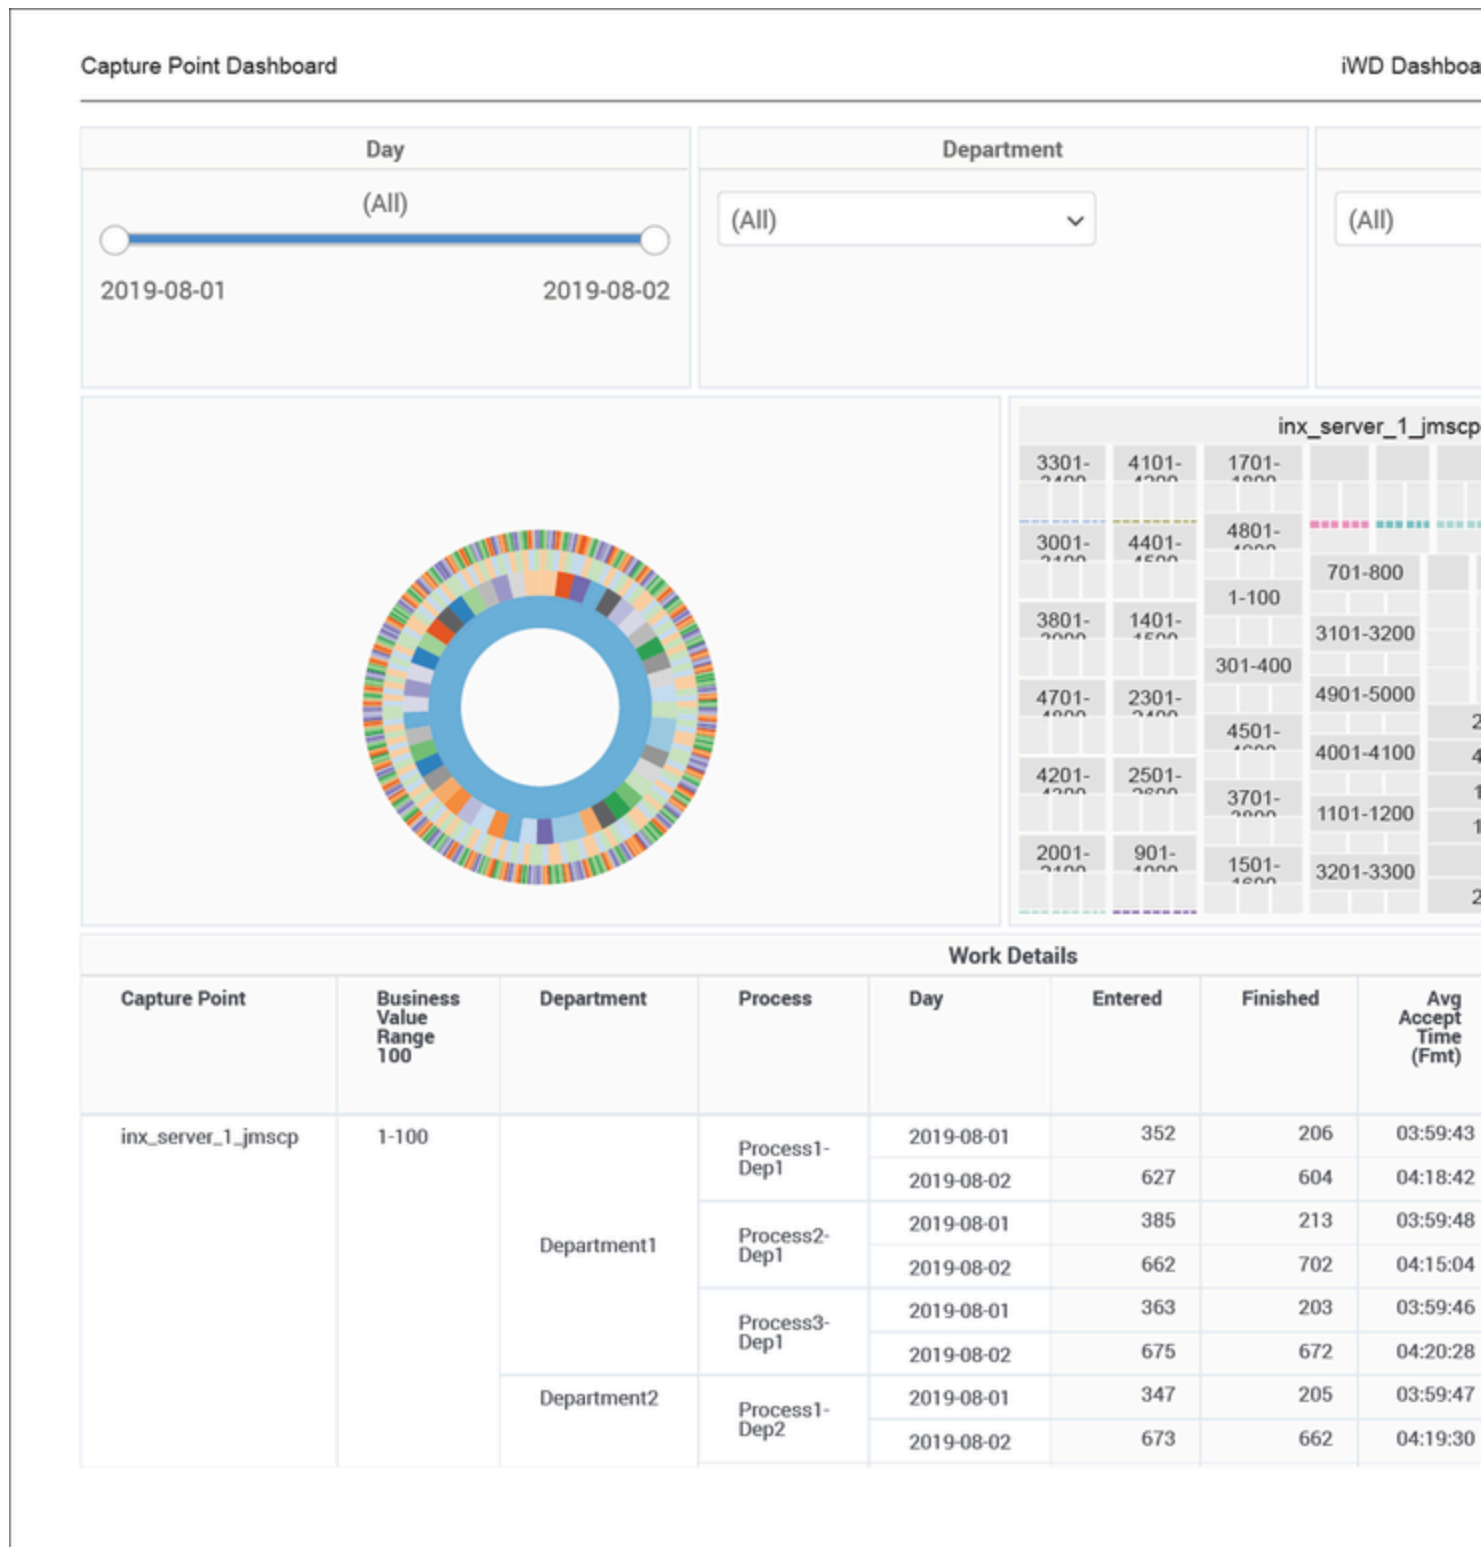 Capture Point Dashboard
iWD Dashboa
Day
Department
(All)
(All)
(All)
2019-08-01
2019-08-02
inx_server_1_jmscp
3301-
4101-
1701-
3001-
4401-
4801-
701-800
1-100
3801-
1401-
3101-3200
301-400
4701-
2301-
4901-5000
4501-
4001-4100
4201-
2501-
3701-
1101-1200
2001-
901-
1501-
3201-3300
Work Details
Capture Point
Business
Value
Range
100
Department
Process
Day
Entered
Finished
Avg
Accept
Time
(Fmt)
inx_server_1_jmscp
1-100
Department1
Process1-
Dep1
2019-08-01 352 206 03:59:43
2019-08-02 627 604 04:18:42
Process2-
Dep1
2019-08-01 385 213 03:59:48
2019-08-02 662 702 04:15:04
Process3-
Dep1
2019-08-01 363 203 03:59:46
2019-08-02 675 672 04:20:28
Department2
Process1-
Dep2
2019-08-01 347 205 03:59:47
2019-08-02 673 662 04:19:30